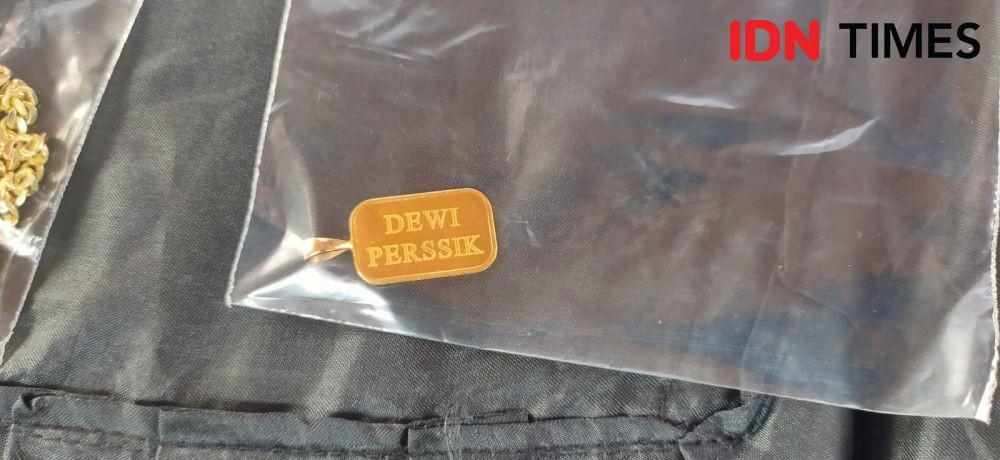 IDN TIMES
DEWI
PERSSIK